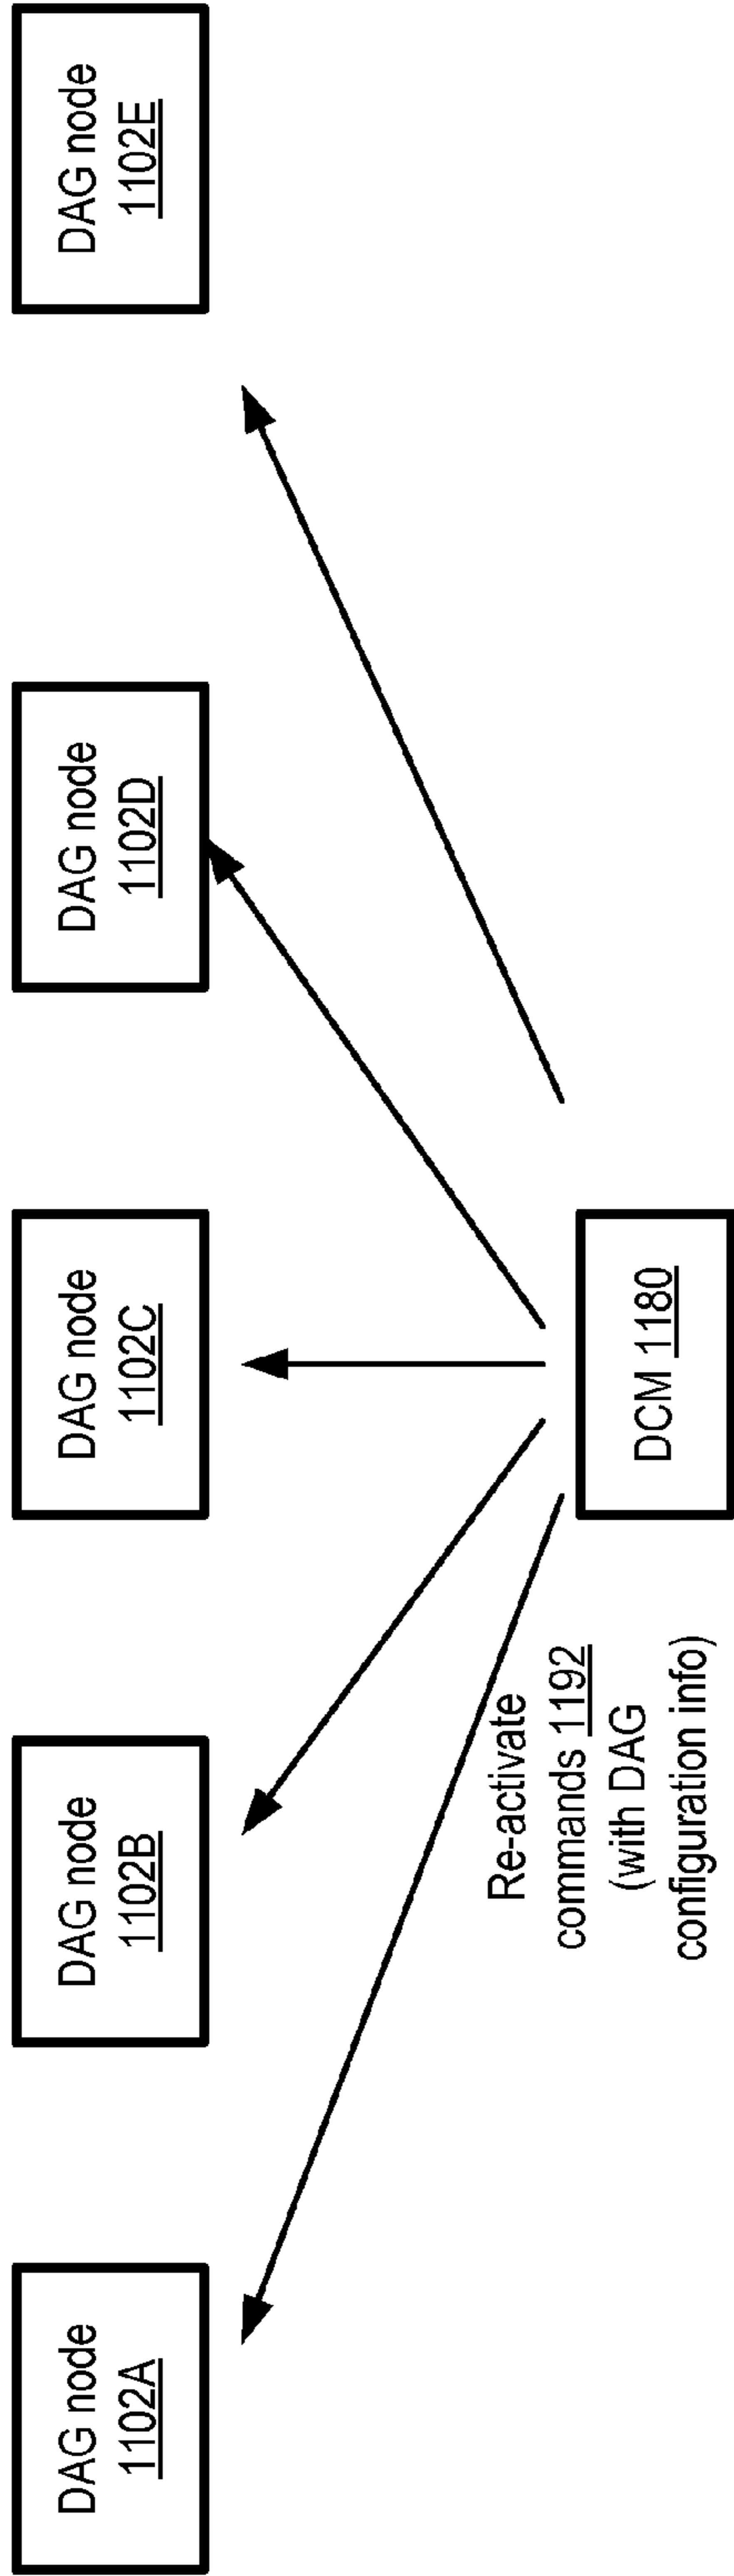 DAG node
1102A
DAG node
1102B
DAG node
1102C
DAG node
1102D
DAG node
1102E
Re-activate
commands 1192
(with DAG
configuration info)
DCM 1180